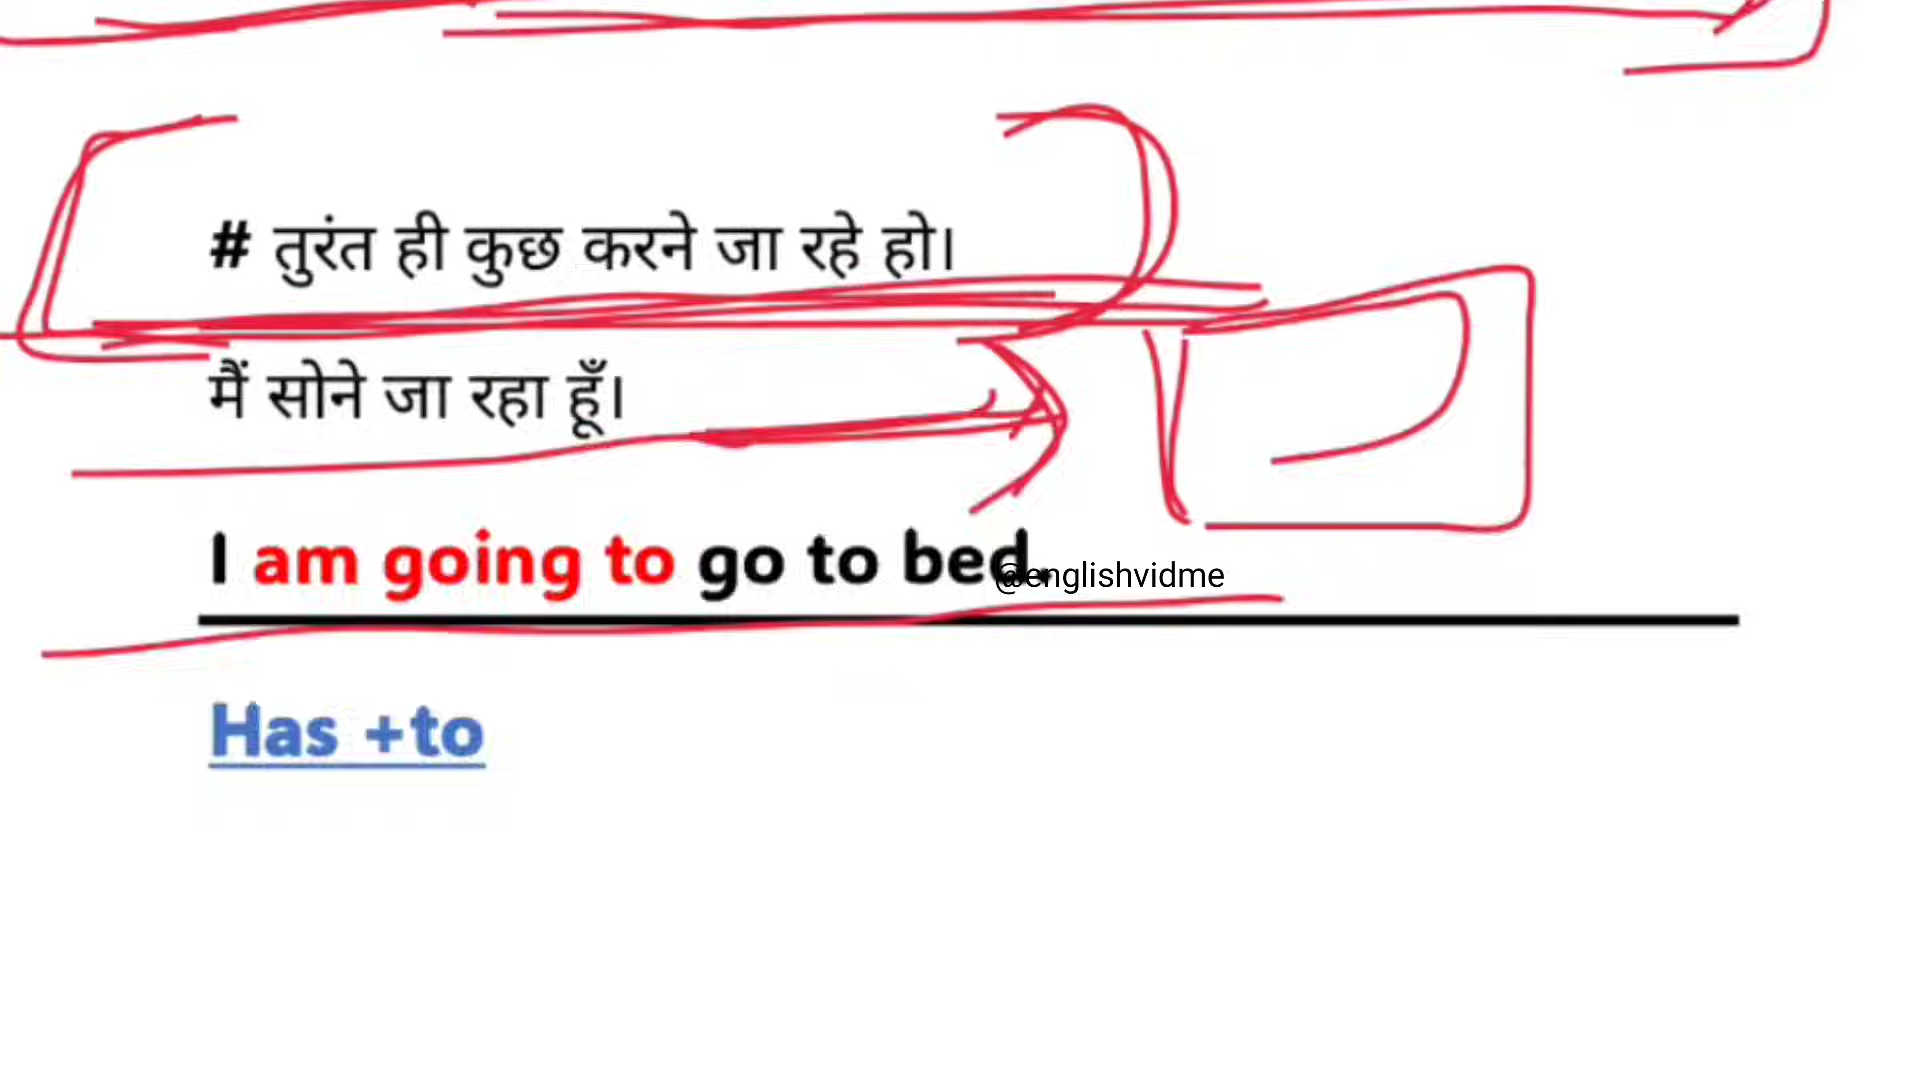 # तुरंत ही कुछ करने जा रहे हो।
मैं सोने जा रहा हूँ।
I am going to go to bed.
@englishvidme
Has +to